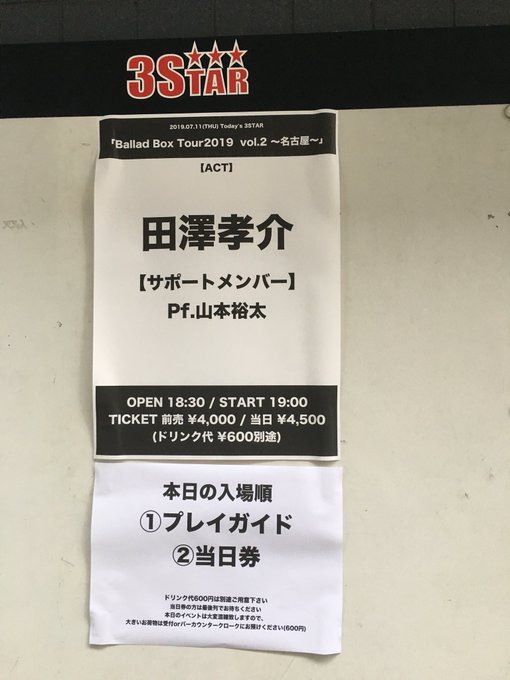 3STAR
2019.07.11(THU) Today's 3STAR
「Ballad Box Tour2019 vol.2 〜名古屋〜」
【ACT】
田澤孝介
【サポートメンバー】
Pf.山本裕太
OPEN 18:30 / START 19:00
TICKET 前売 ¥4,000 / 当日 ¥4,500
(ドリンク代 ¥600別途)
本日の入場順
①プレイガイド
②当日券
ドリンク代600円は別途ご用意下さい
当日券の方は最後列でお待ちください
本日のイベントは大変混雑致しますので、
大きいお荷物は受付orバーカウンタークロークにお預けください(600円)